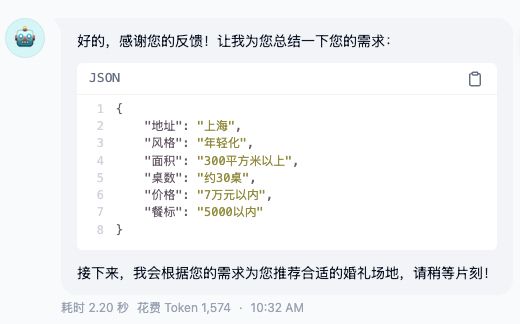 好的，感谢您的反馈！让我为您总结一下您的需求：
JSON
1 {
2     "地址": "上海",
3     "风格": "年轻化",
4     "面积": "300平方米以上",
5     "桌数": "约30桌",
6     "价格": "7万元以内",
7     "餐标": "5000以内"
8 }
接下来，我会根据您的需求为您推荐合适的婚礼场地，请稍等片刻！
耗时 2.20 秒 花费 Token 1,574 · 10:32 AM